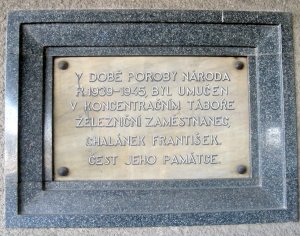 V DOBĚ POROBY NÁRODA
R. 1939-1945, BYL UMUČEN
V KONCENTRAČNÍM TÁBOŘE
ŽELEZNIČNÍ ZAMĚSTNANEC,
CHALÁNEK FRANTIŠEK.
ČEST JEHO PAMÁTCE.